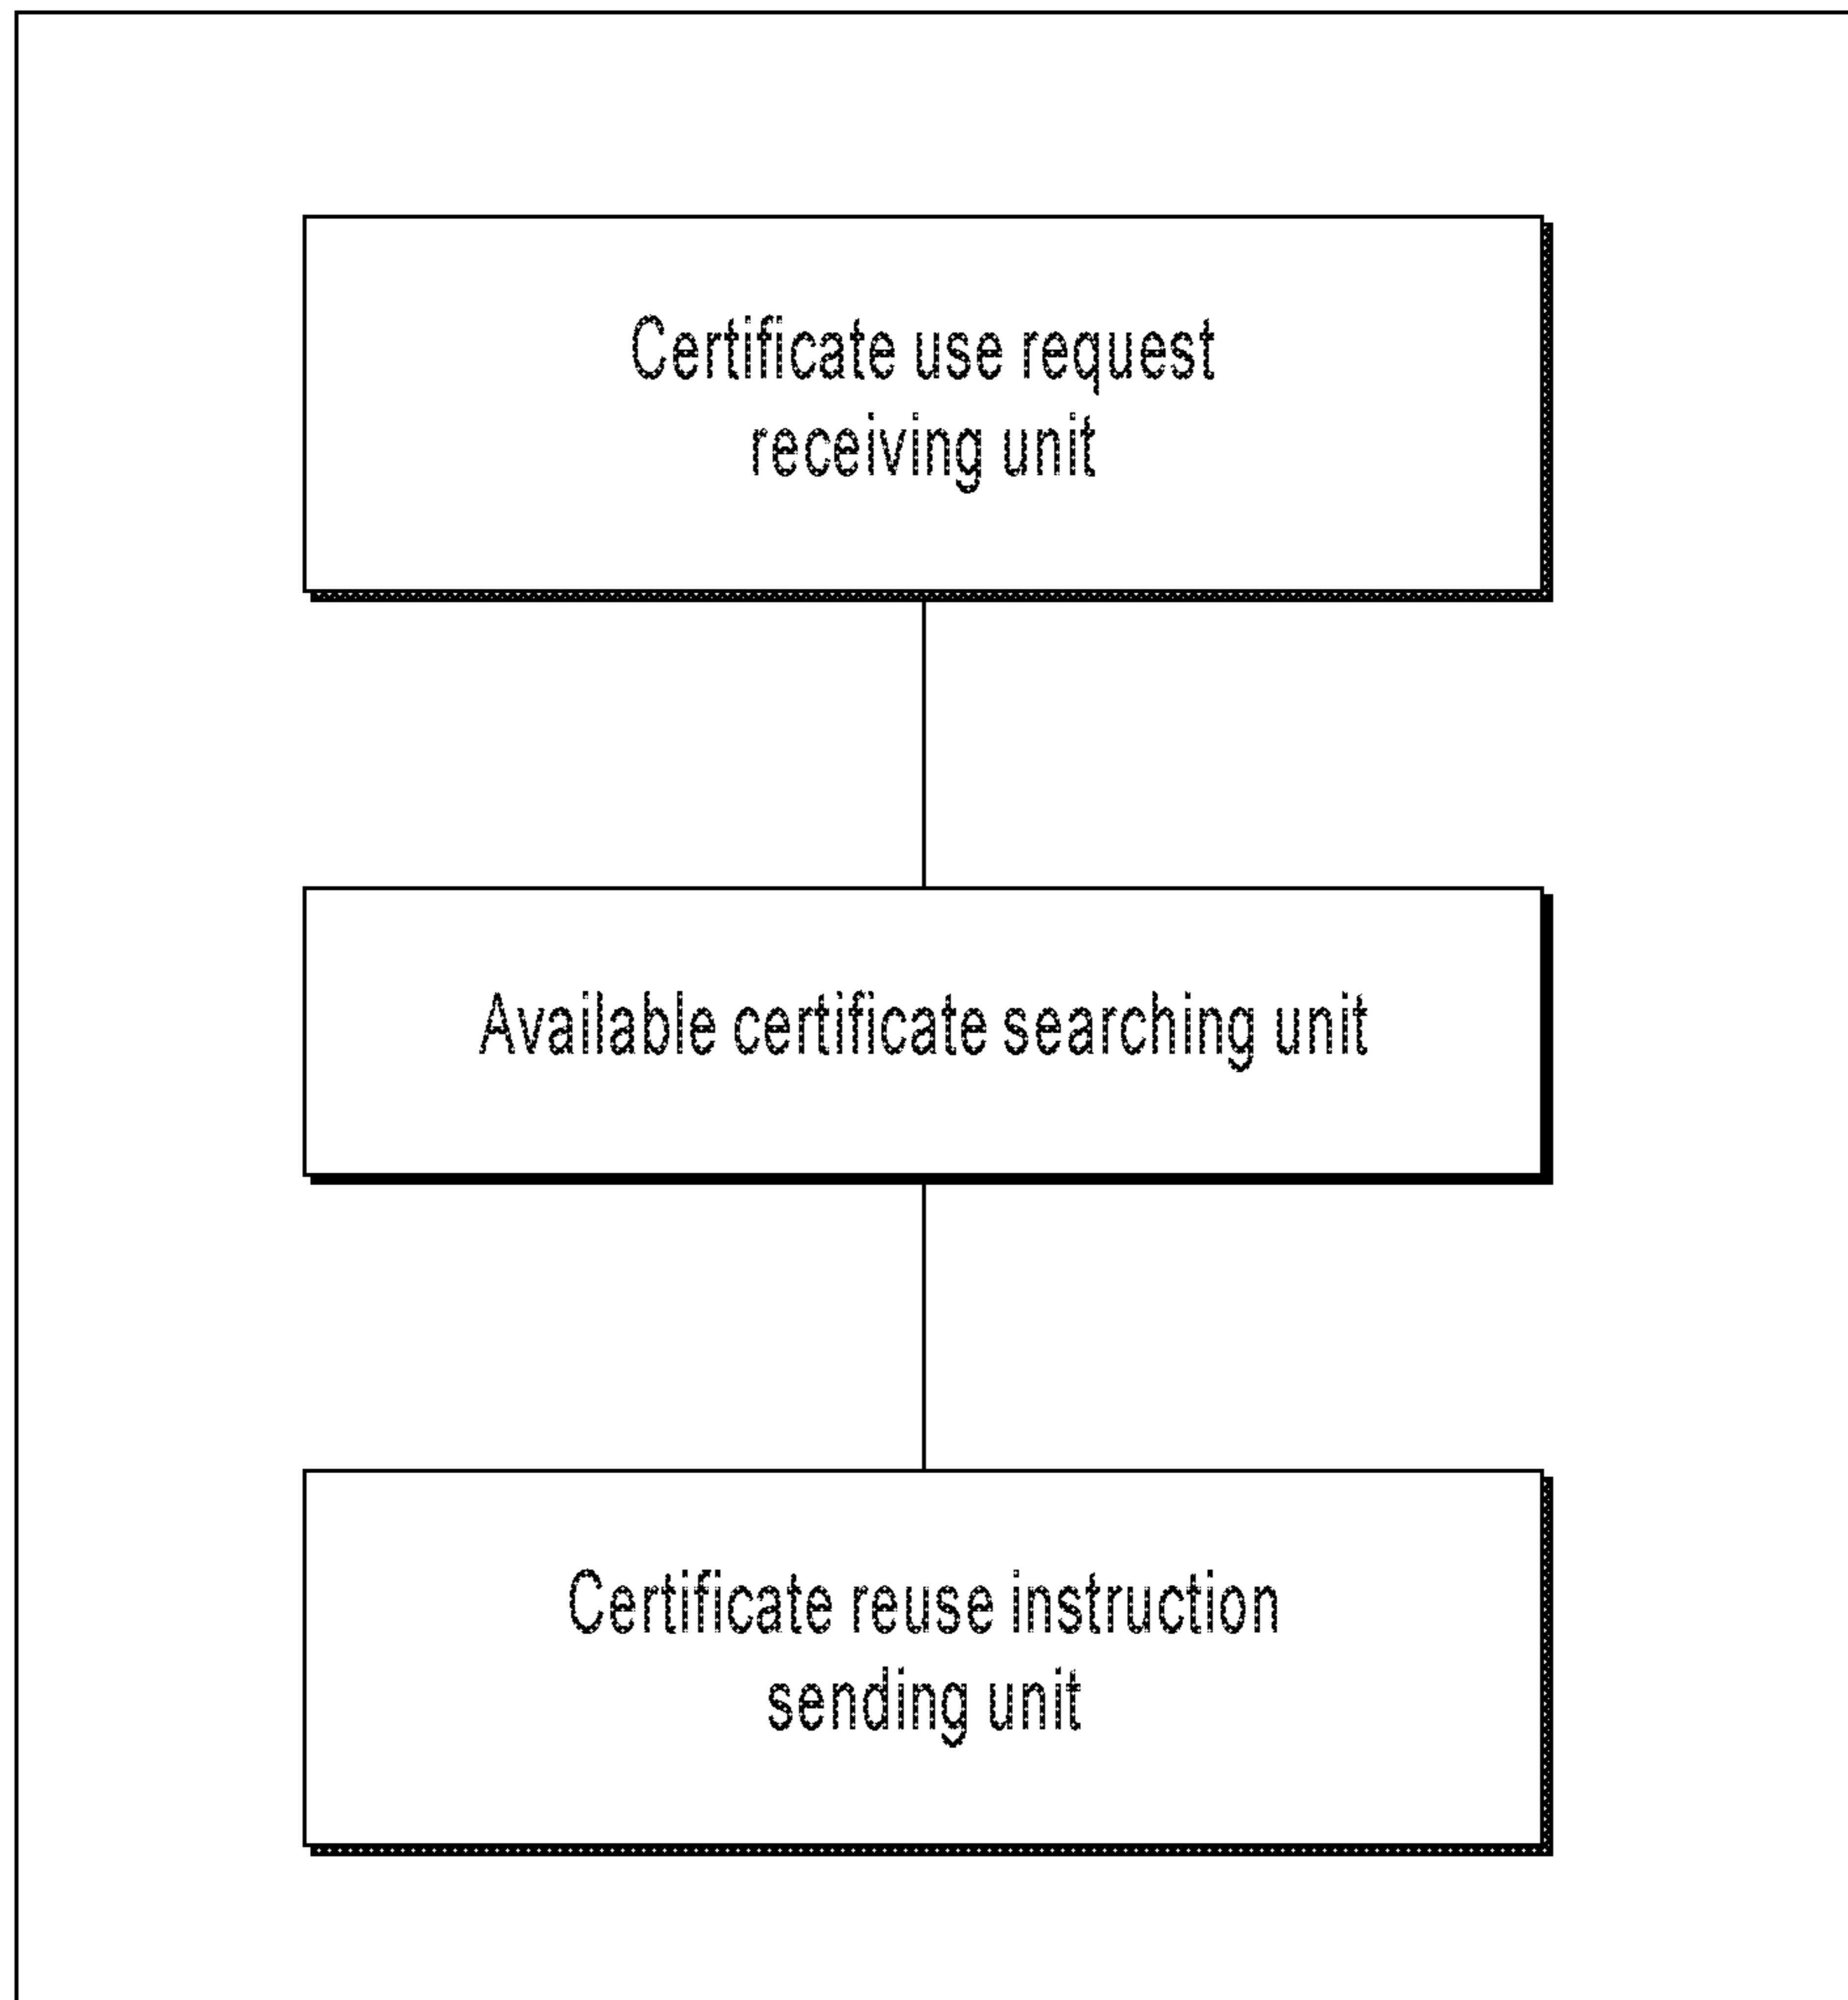 Certificate use request
receiving unit
Available certificate searching unit
Certificate reuse instruction
sending unit